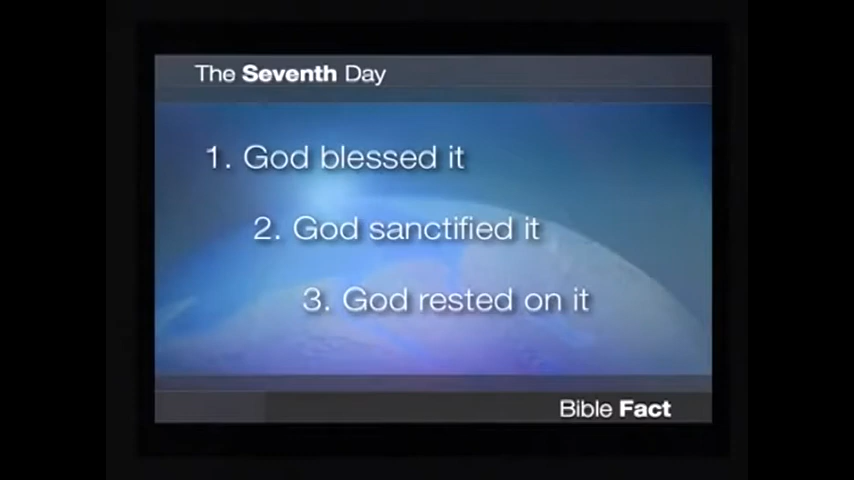 The Seventh Day
1. God blessed it
2. God sanctified it
3. God rested on it
Bible Fact